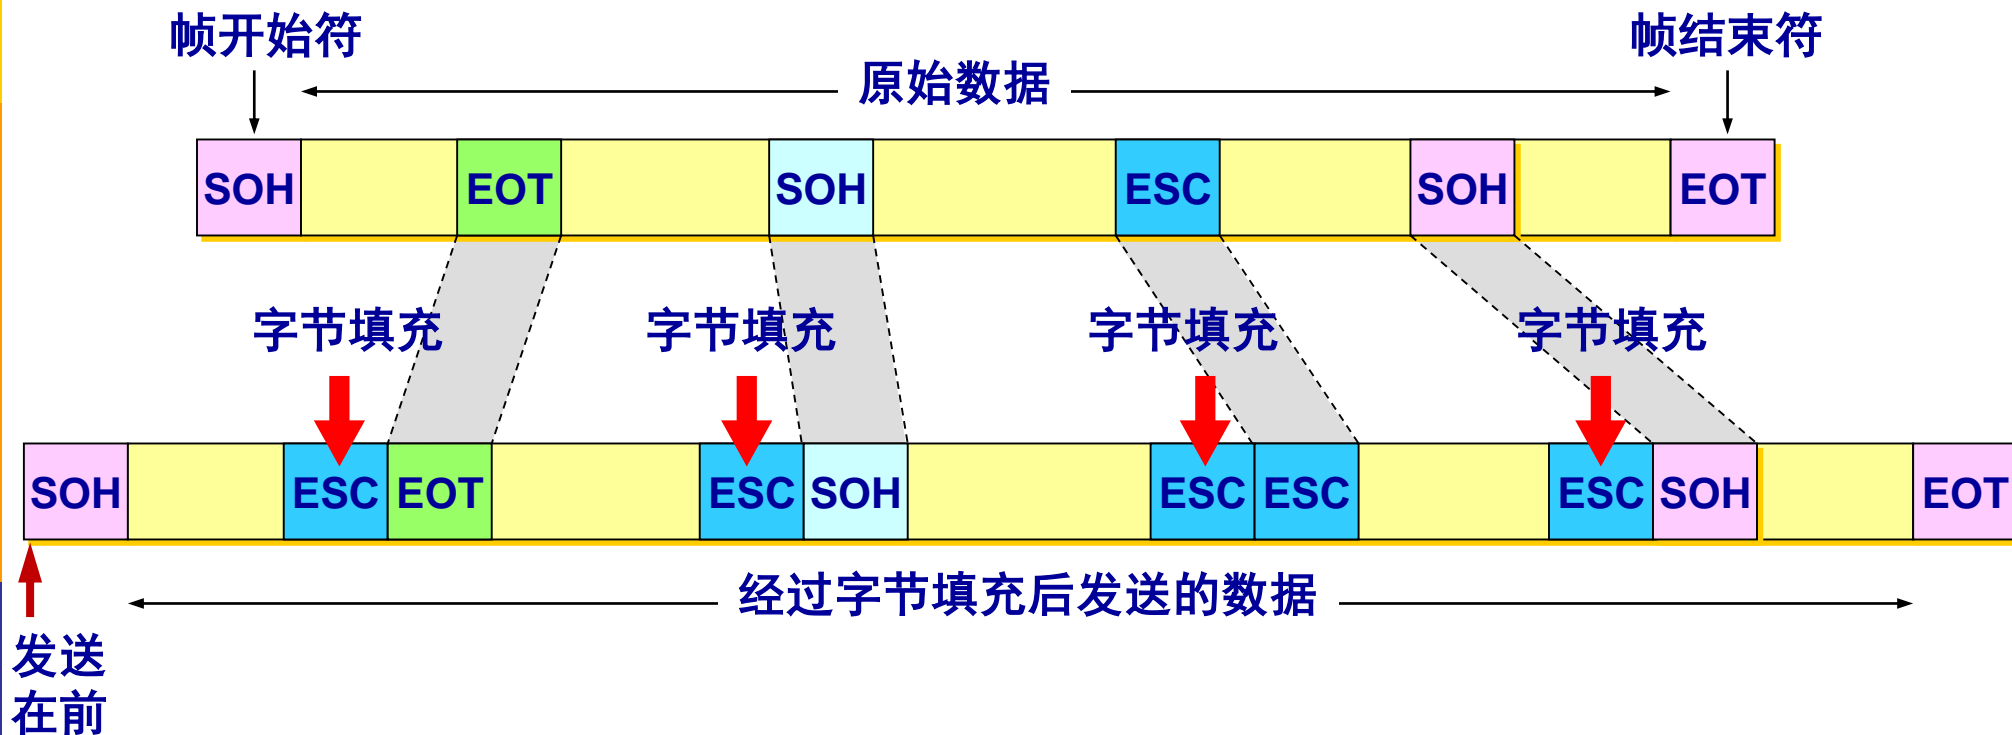 帧开始符
帧结束符
原始数据
SOH EOT SOH ESC SOH EOT
字节填充 字节填充 字节填充 字节填充
SOH ESC EOT ESC SOH ESC ESC ESC SOH EOT
经过字节填充后发送的数据
发送
在前